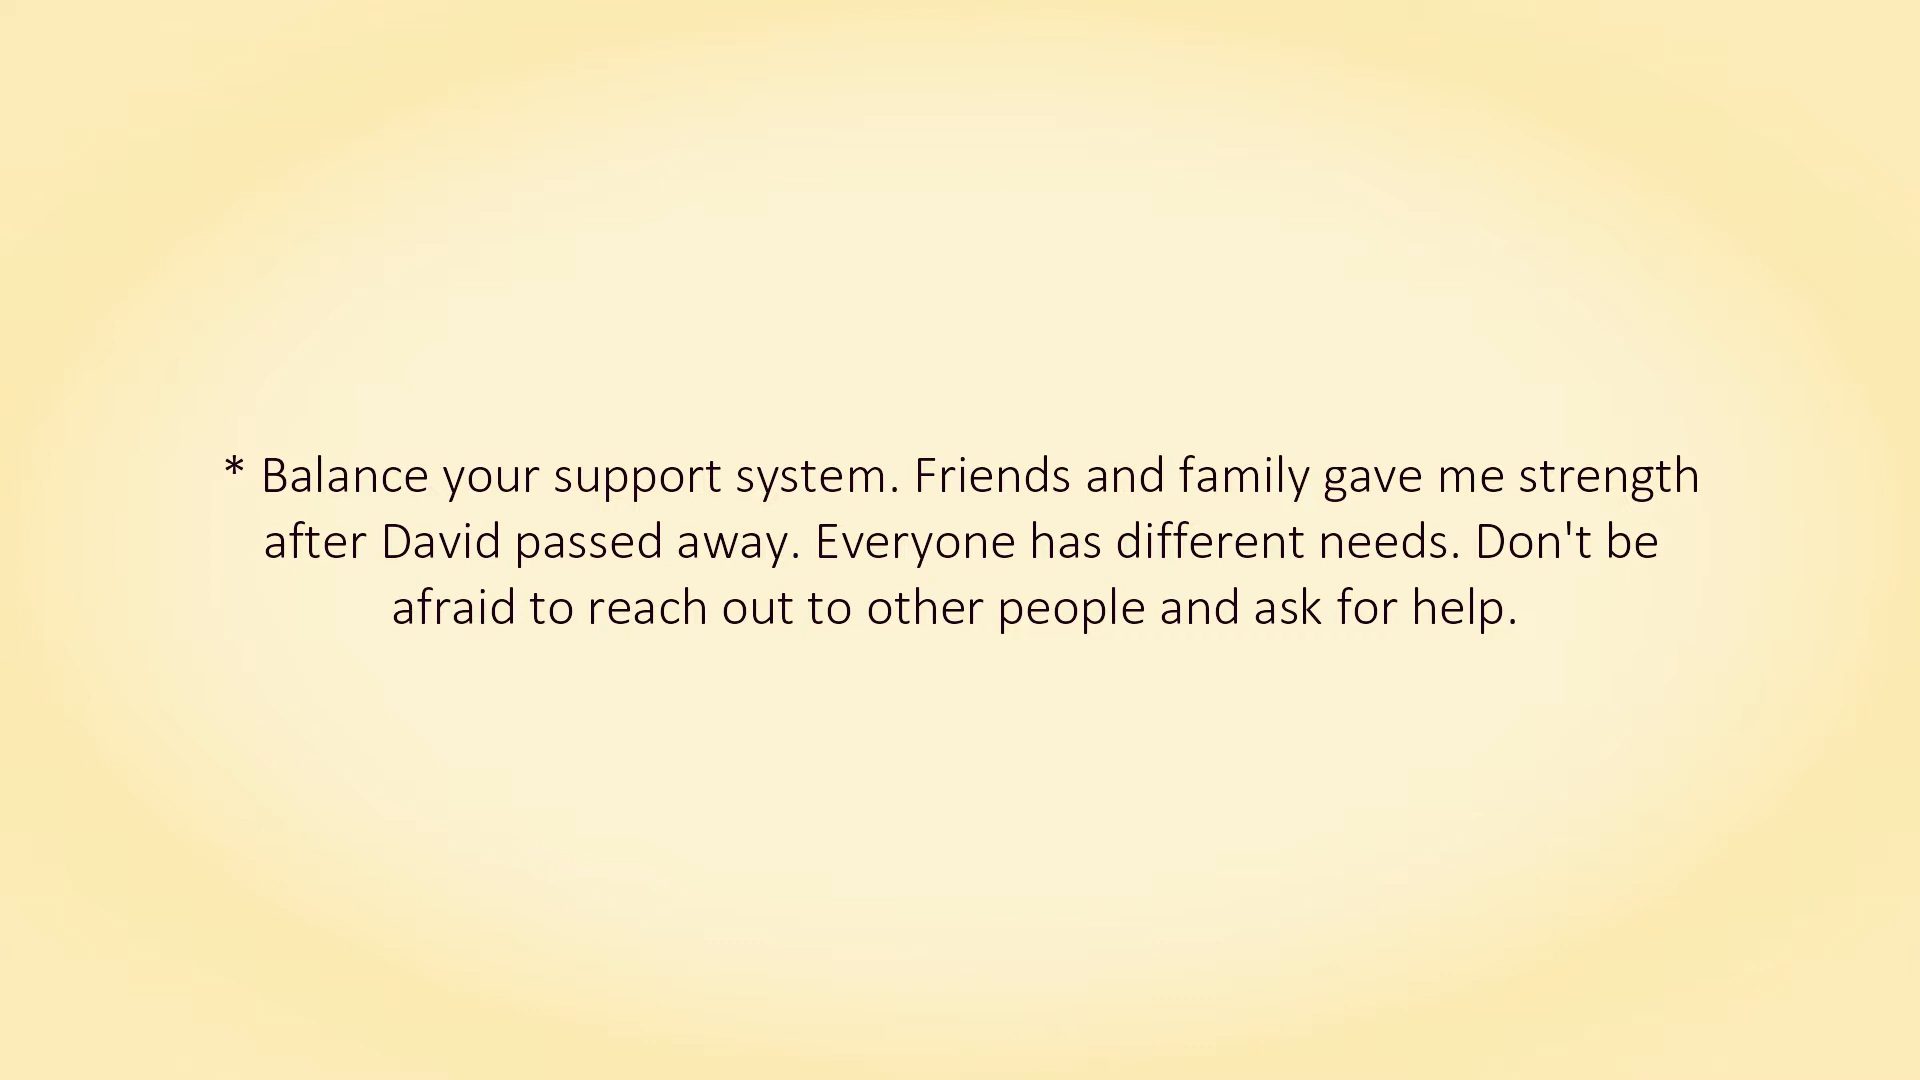 * Balance your support system. Friends and family gave me strength
after David passed away. Everyone has different needs. Don't be
afraid to reach out to other people and ask for help.